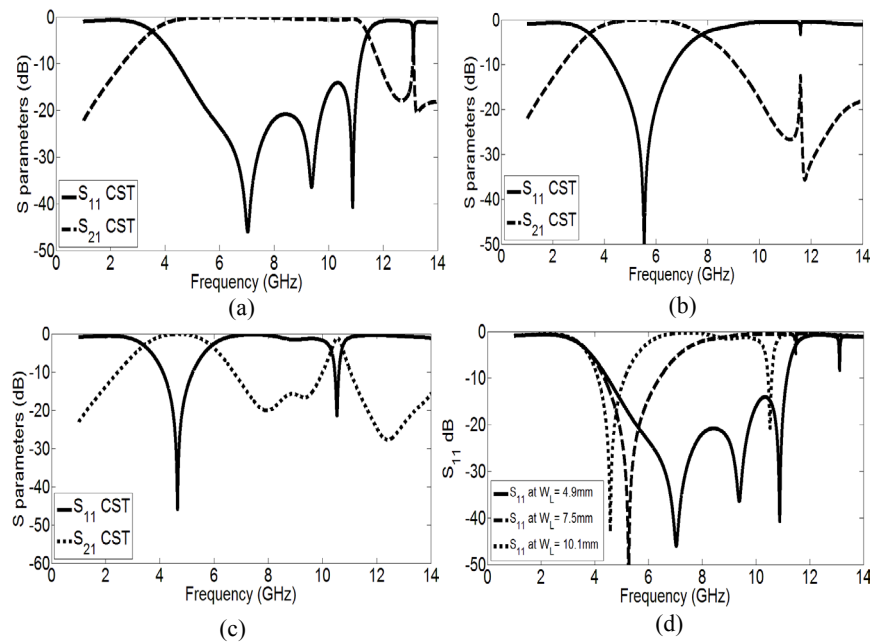 0
-10
-20
-30
-40
-50
S parameters (dB)
S11 CST
S21 CST
0 2 4 6 8 10 12 14
Frequency (GHz)
(a)
0
-10
-20
-30
-40
-50
S parameters (dB)
S11 CST
S21 CST
0 2 4 6 8 10 12 14
Frequency (GHz)
(b)
0
-10
-20
-30
-40
-50
-60
S parameters (dB)
S11 CST
S21 CST
0 2 4 6 8 10 12 14
Frequency (GHz)
(c)
0
-10
-20
-30
-40
-50
S11 dB
S11 at WL= 4.9mm
S11 at WL= 7.5mm
S11 at WL= 10.1mm
0 2 4 6 8 10 12 14
Frequency (GHz)
(d)